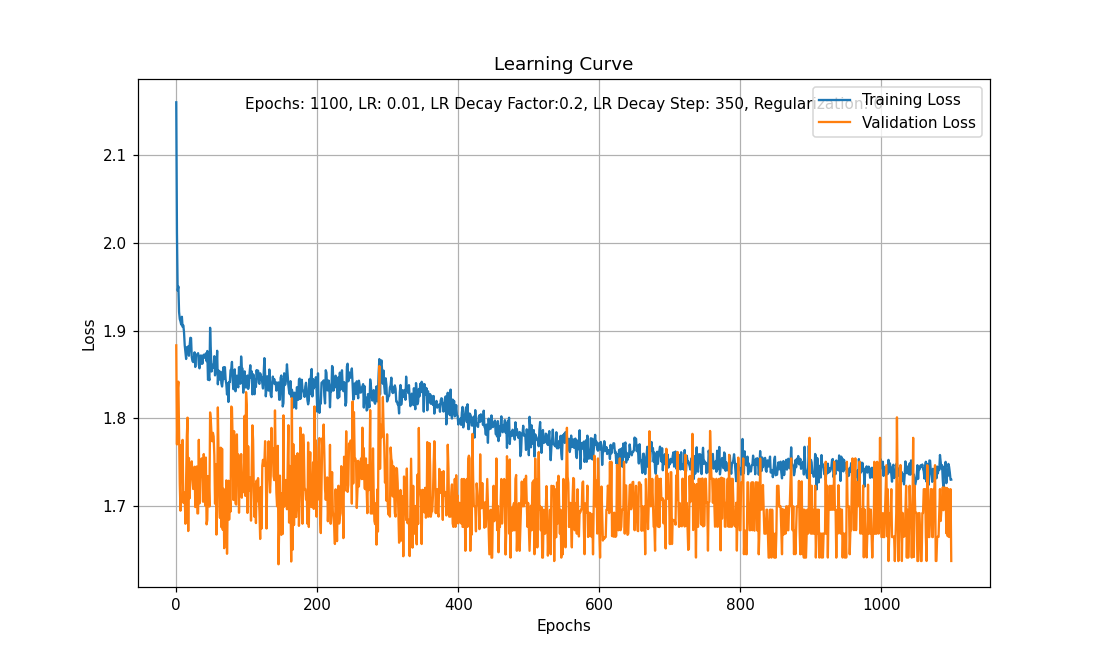 Learning Curve
Epochs: 1100, LR: 0.01, LR Decay Factor:0.2, LR Decay Step: 350, Regularization: 0
Training Loss
Validation Loss
2.1
2.0
1.9
1.8
1.7
Loss
0 200 400 600 800 1000
Epochs